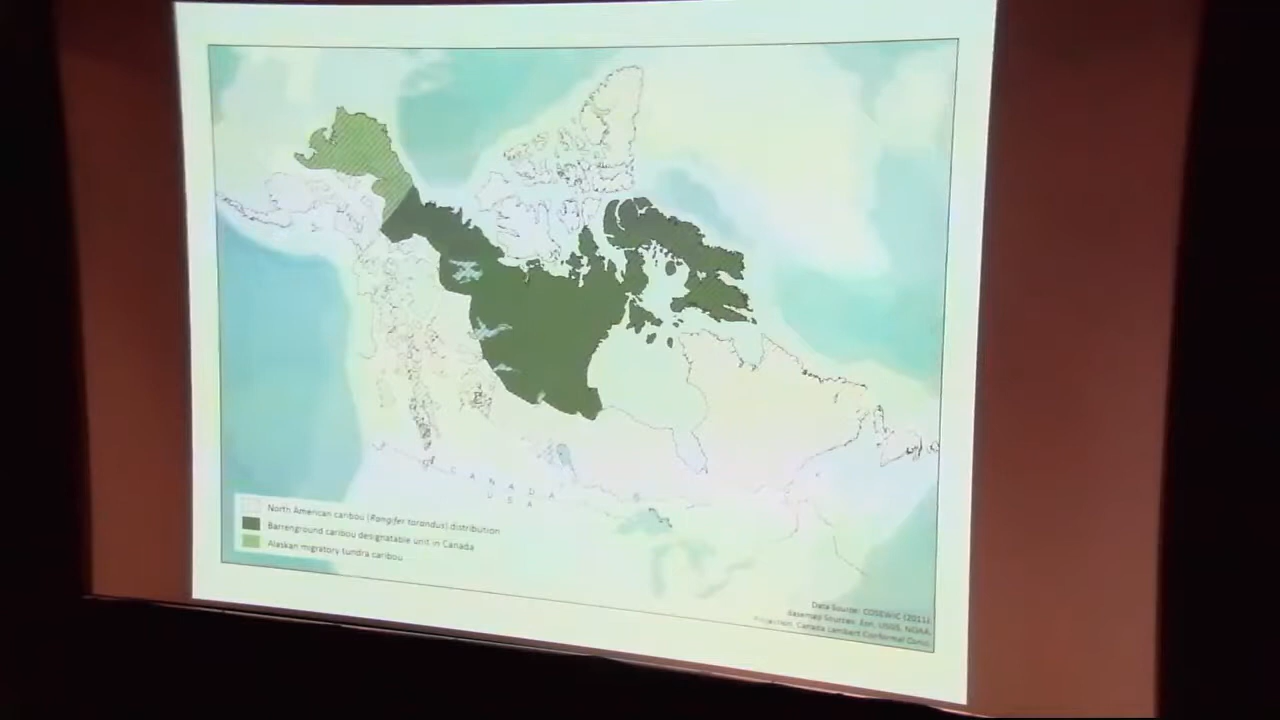 CANADA
USA
North American caribou (Rangifer tarandus) distribution
Barrenground caribou designatable unit in Canada
Alaskan migratory tundra caribou
Data Source: COSEWIC (2011).
Basemap Sources: Esri, USGS, NOAA.
Projection: Canada Lambert Conformal Conic.